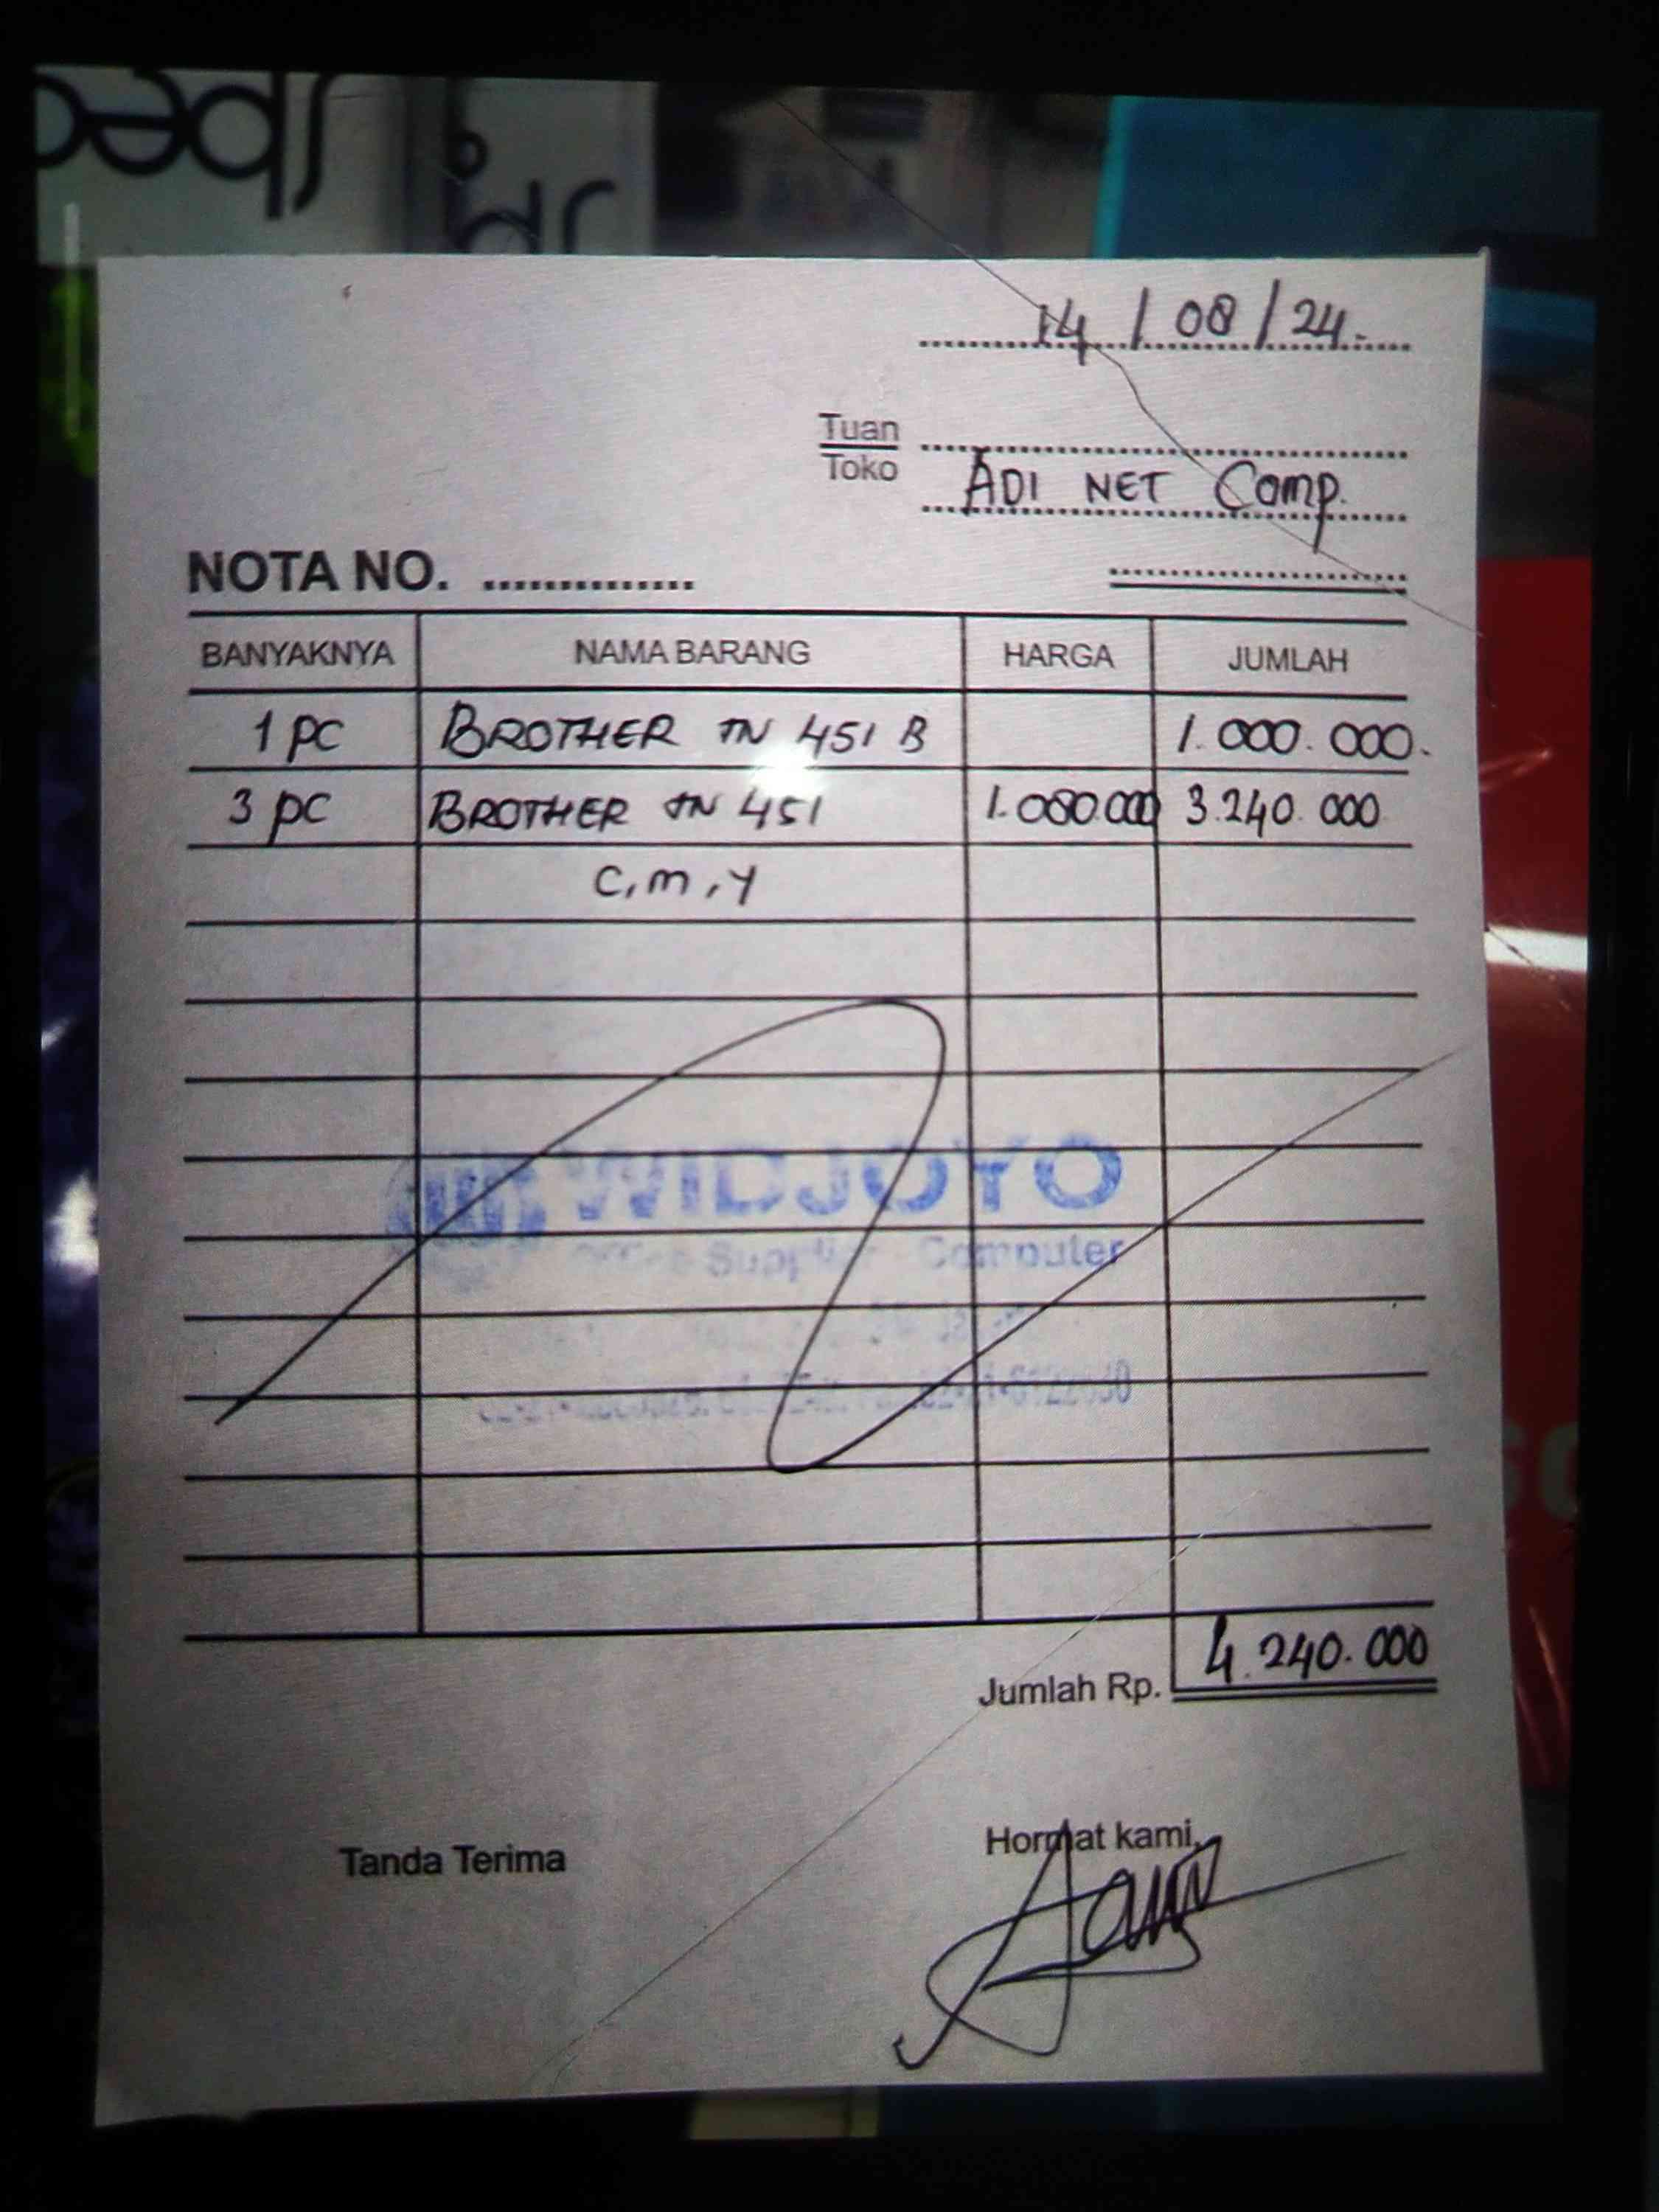 14 / 08 / 24.
Tuan
Toko ADI NET Comp.
NOTA NO. ..............
BANYAKNYA NAMA BARANG HARGA JUMLAH
1 PC BROTHER TN 451 B 1.000.000.
3 PC BROTHER TN 451 1.080.000 3.240.000
C, M, Y
WIDJOYO
Computer
Jumlah Rp. 4.240.000
Tanda Terima Hormat kami,